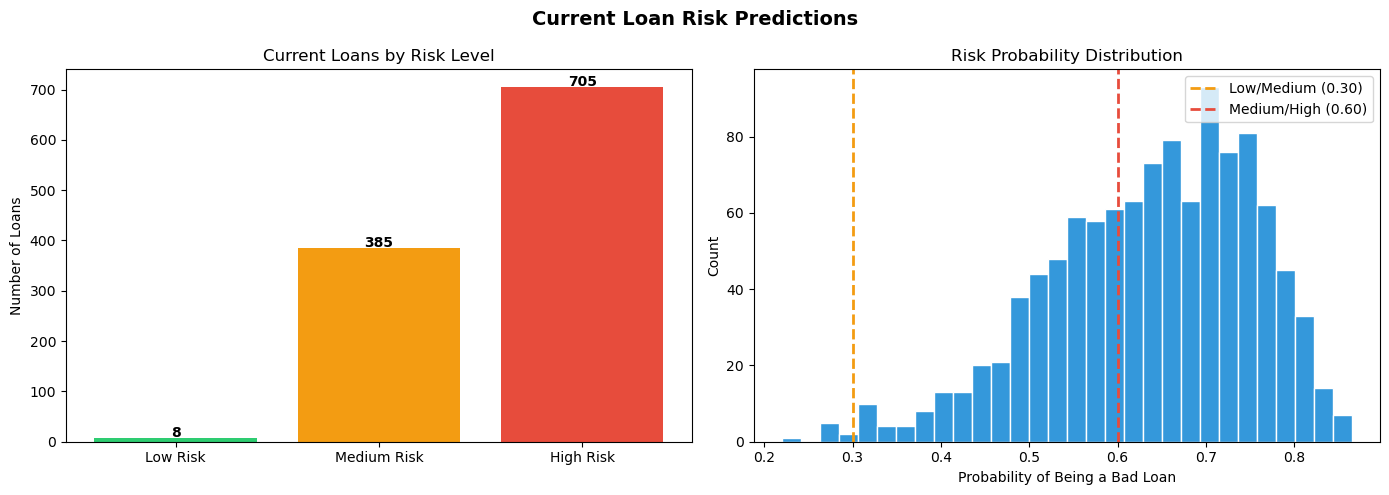 Current Loan Risk Predictions
Current Loans by Risk Level
Number of Loans
700
600
500
400
300
200
100
0
8
385
705
Low Risk
Medium Risk
High Risk
Risk Probability Distribution
Low/Medium (0.30)
Medium/High (0.60)
Count
80
60
40
20
0
0.2
0.3
0.4
0.5
0.6
0.7
0.8
Probability of Being a Bad Loan